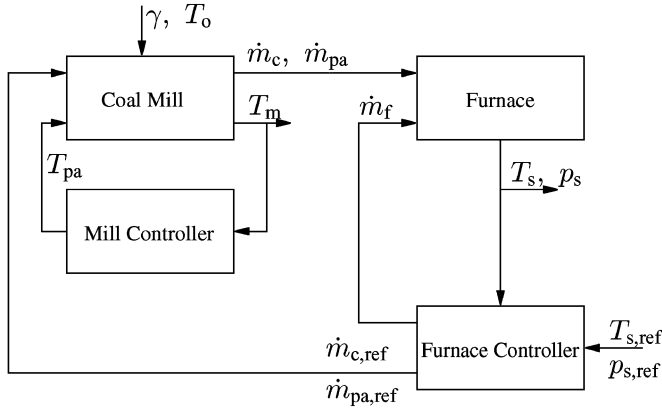 γ, Tₒ
ṁ_c, ṁ_pa
Coal Mill
Furnace
T_m
ṁ_f
T_pa
T_s, p_s
Mill Controller
T_s,ref
ṁ_c,ref
Furnace Controller
p_s,ref
ṁ_pa,ref